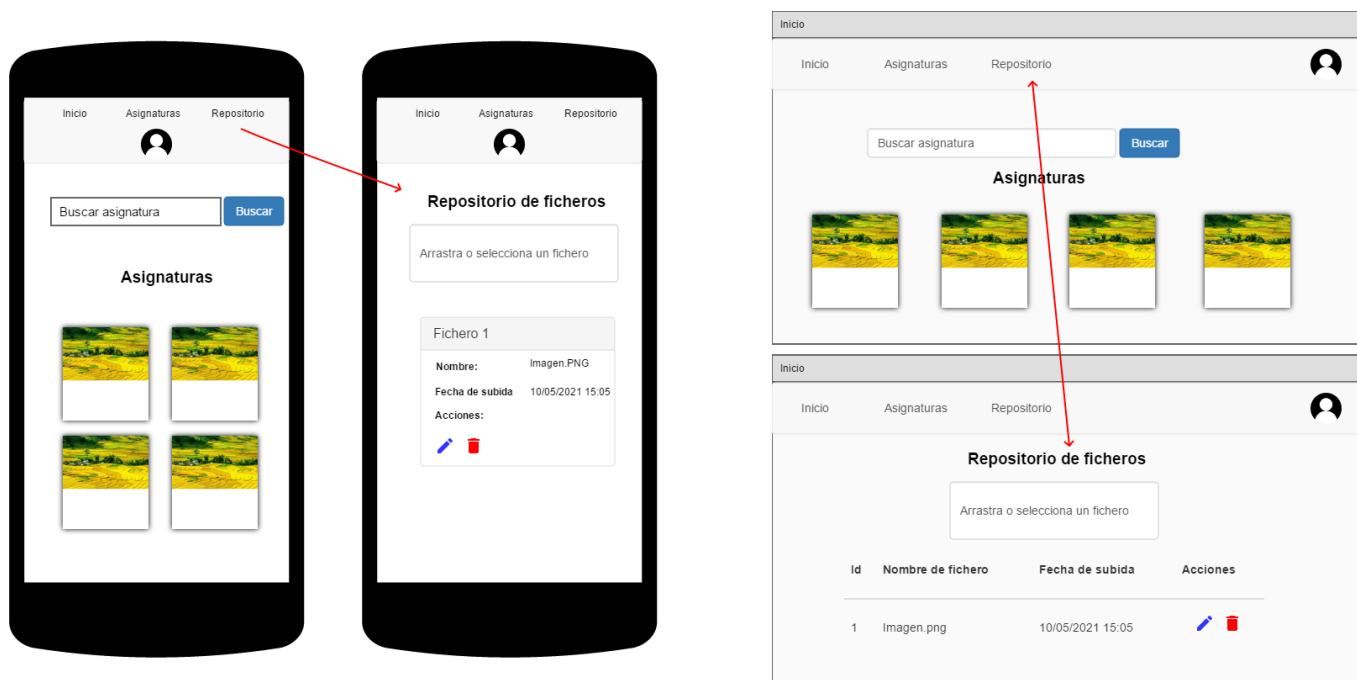 Inicio Asignaturas Repositorio
Buscar asignatura Buscar
Asignaturas
Inicio Asignaturas Repositorio
Repositorio de ficheros
Arrastra o selecciona un fichero
Fichero 1
Nombre: Imagen.PNG
Fecha de subida 10/05/2021 15:05
Acciones:
Inicio
Inicio Asignaturas Repositorio
Buscar asignatura Buscar
Asignaturas
Inicio
Inicio Asignaturas Repositorio
Repositorio de ficheros
Arrastra o selecciona un fichero
Id Nombre de fichero Fecha de subida Acciones
1 Imagen.png 10/05/2021 15:05